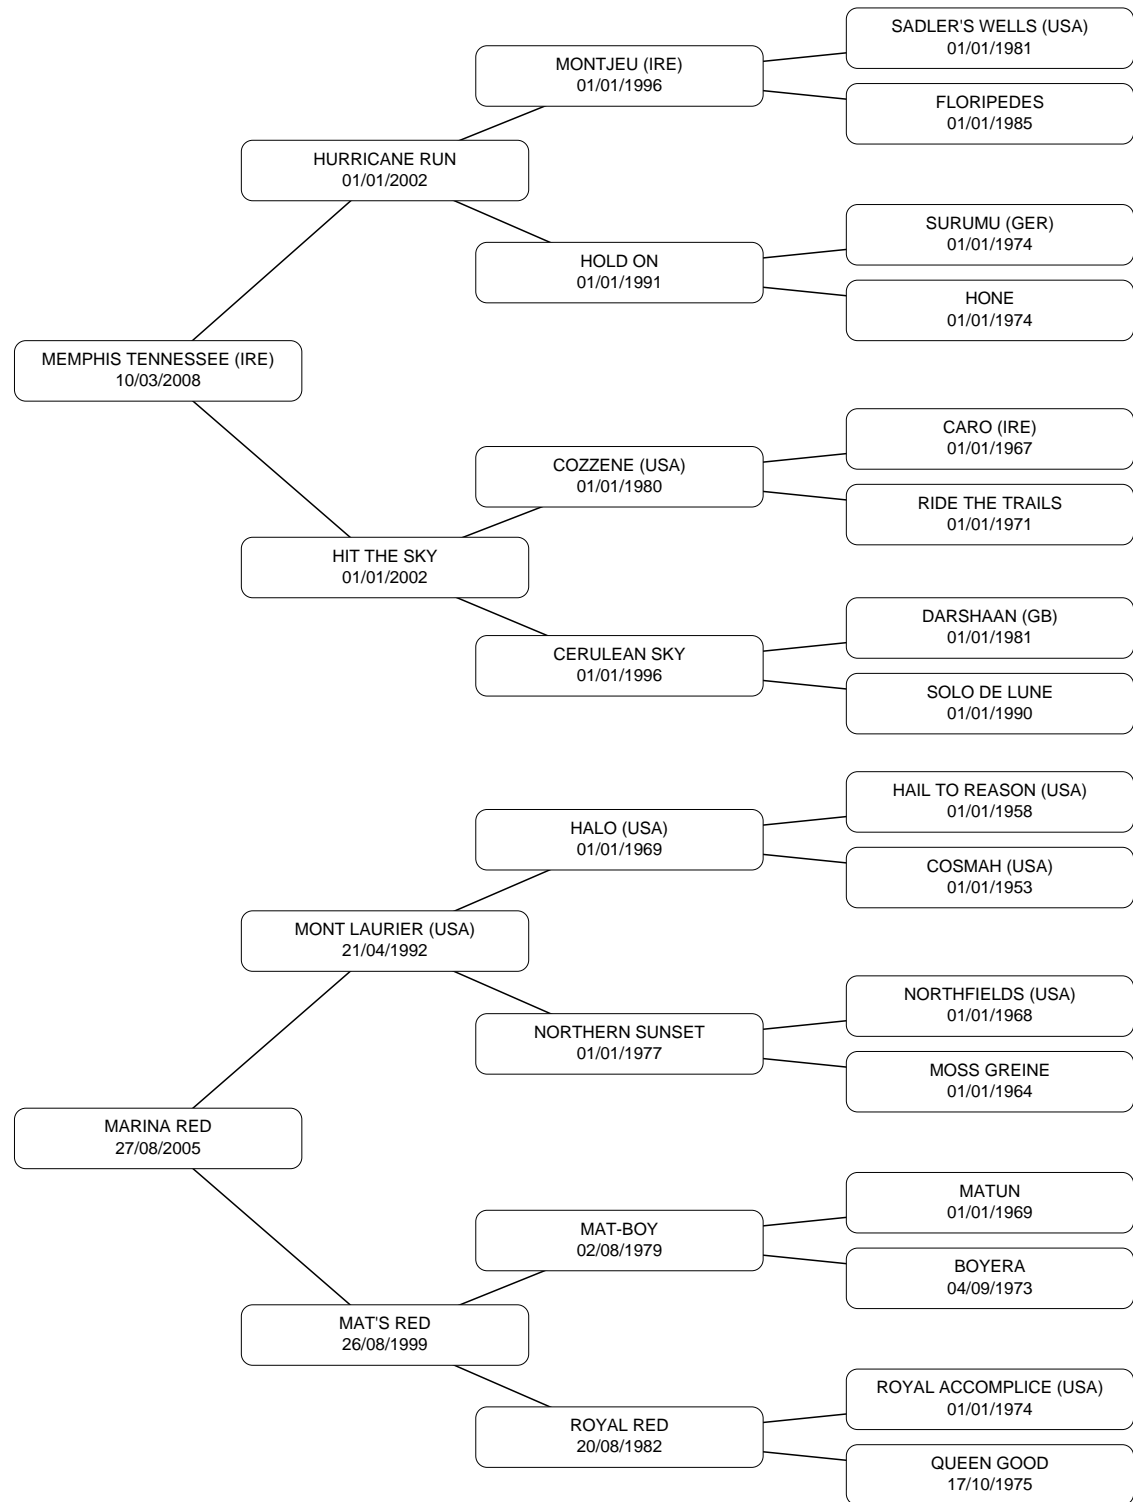 SADLER'S WELLS (USA)
01/01/1981
MONTJEU (IRE)
01/01/1996
FLORIPEDES
01/01/1985
HURRICANE RUN
01/01/2002
SURUMU (GER)
01/01/1974
HOLD ON
01/01/1991
HONE
01/01/1974
MEMPHIS TENNESSEE (IRE)
10/03/2008
CARO (IRE)
01/01/1967
COZZENE (USA)
01/01/1980
RIDE THE TRAILS
01/01/1971
HIT THE SKY
01/01/2002
DARSHAAN (GB)
01/01/1981
CERULEAN SKY
01/01/1996
SOLO DE LUNE
01/01/1990
HAIL TO REASON (USA)
01/01/1958
HALO (USA)
01/01/1969
COSMAH (USA)
01/01/1953
MONT LAURIER (USA)
21/04/1992
NORTHFIELDS (USA)
01/01/1968
NORTHERN SUNSET
01/01/1977
MOSS GREINE
01/01/1964
MARINA RED
27/08/2005
MATUN
01/01/1969
MAT-BOY
02/08/1979
BOYERA
04/09/1973
MAT'S RED
26/08/1999
ROYAL ACCOMPLICE (USA)
01/01/1974
ROYAL RED
20/08/1982
QUEEN GOOD
17/10/1975